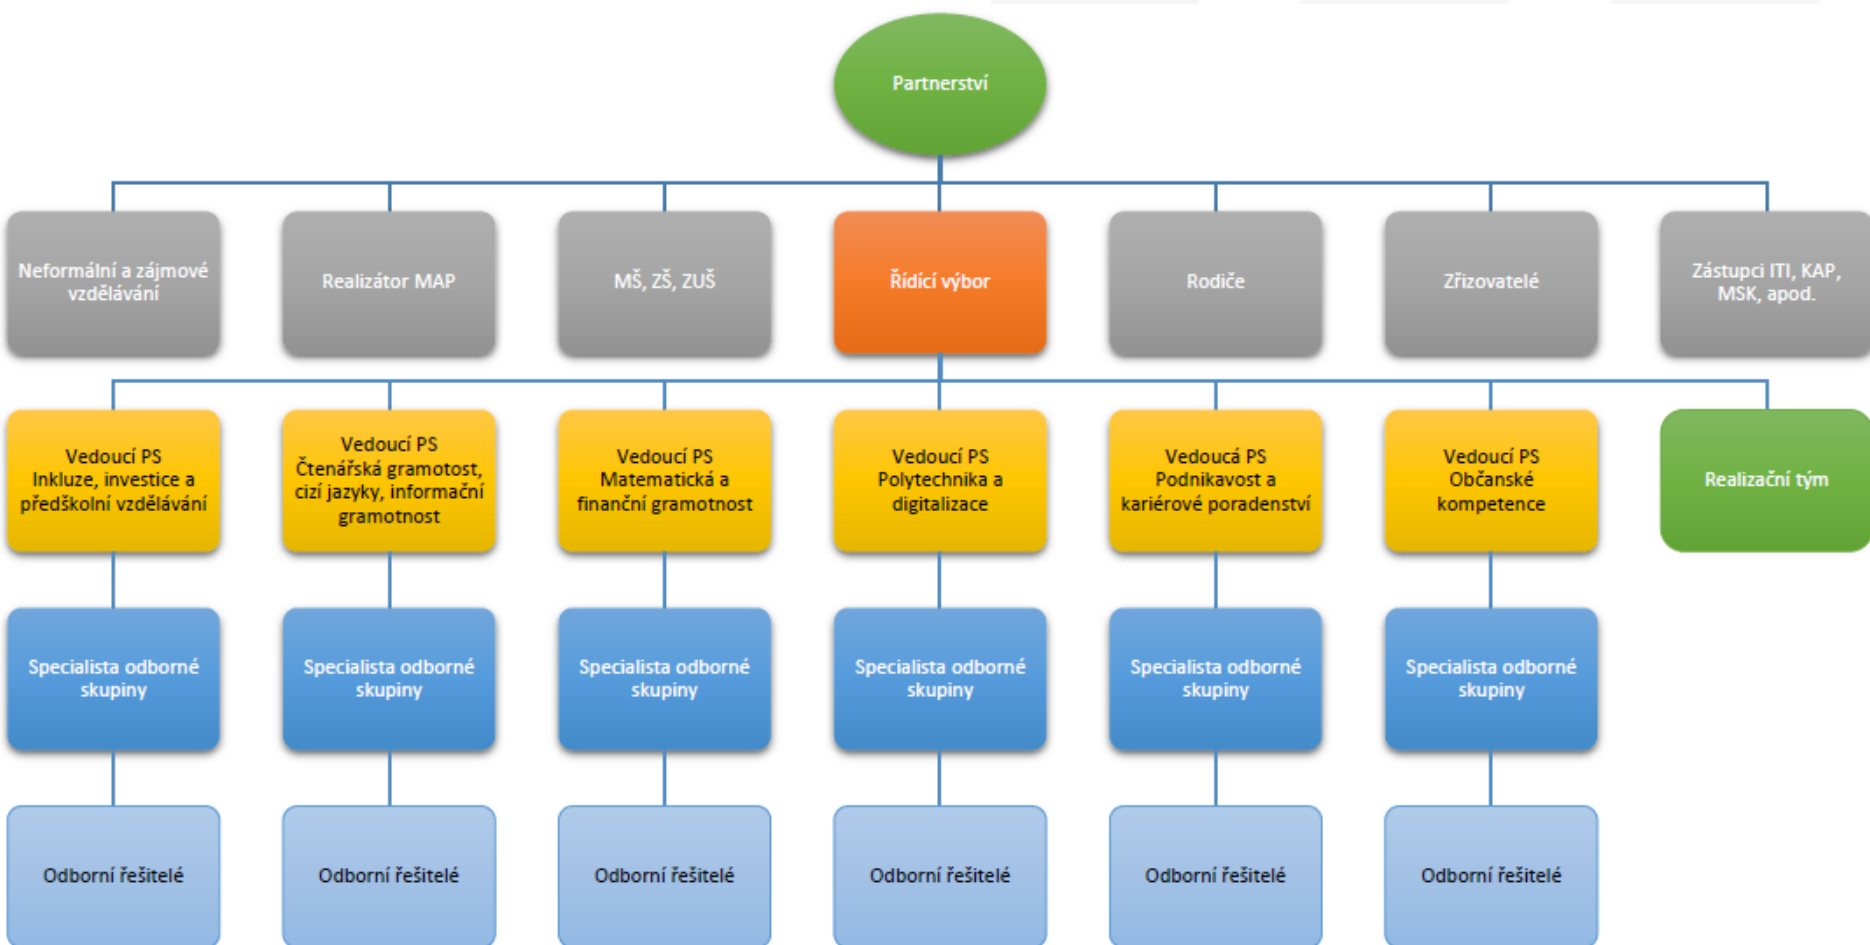 Partnerství
Neformální a zájmové
vzdělávání
Realizátor MAP
MŠ, ZŠ, ZUŠ
Řídící výbor
Rodiče
Zřizovatelé
Zástupci ITI, KAP,
MSK, apod.
Vedoucí PS
Inkluze, investice a
předškolní vzdělávání
Vedoucí PS
Čtenářská gramotost,
cizí jazyky, informační
gramotnost
Vedoucí PS
Matematická a
finanční gramotnost
Vedoucí PS
Polytechnika a
digitalizace
Vedoucá PS
Podnikavost a
kariérové poradenství
Vedoucí PS
Občanské
kompetence
Realizační tým
Specialista odborné
skupiny
Specialista odborné
skupiny
Specialista odborné
skupiny
Specialista odborné
skupiny
Specialista odborné
skupiny
Specialista odborné
skupiny
Odborní řešitelé
Odborní řešitelé
Odborní řešitelé
Odborní řešitelé
Odborní řešitelé
Odborní řešitelé